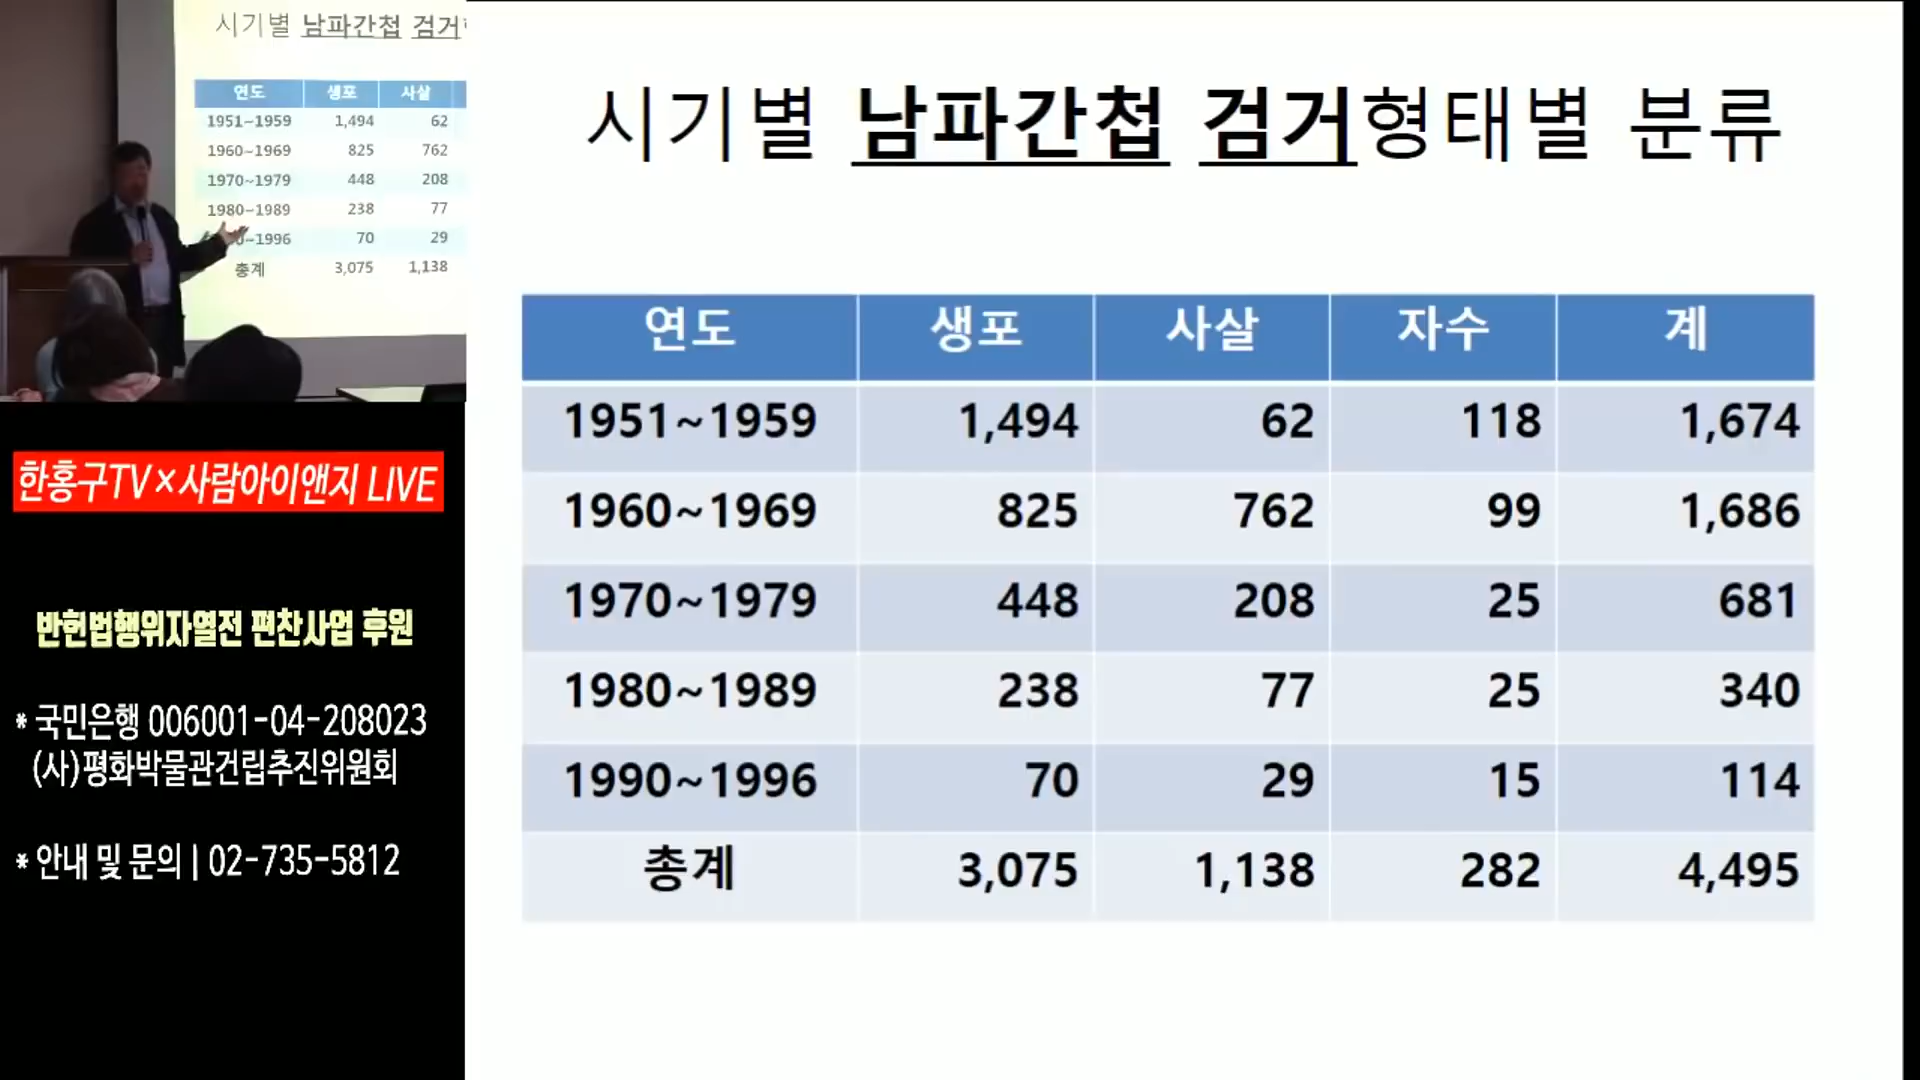 시기별 남파간첩 검거
연도 생포 사살
1951~1959 1,494 62
1960~1969 825 762
1970~1979 448 208
1980~1989 238 77
0~1996 70 29
총계 3,075 1,138
한홍구TV×사람아이앤지 LIVE
반헌법행위자열전 편찬사업 후원
* 국민은행 006001-04-208023
(사)평화박물관건립추진위원회
* 안내 및 문의 | 02-735-5812
시기별 남파간첩 검거형태별 분류
연도 생포 사살 자수 계
1951~1959 1,494 62 118 1,674
1960~1969 825 762 99 1,686
1970~1979 448 208 25 681
1980~1989 238 77 25 340
1990~1996 70 29 15 114
총계 3,075 1,138 282 4,495